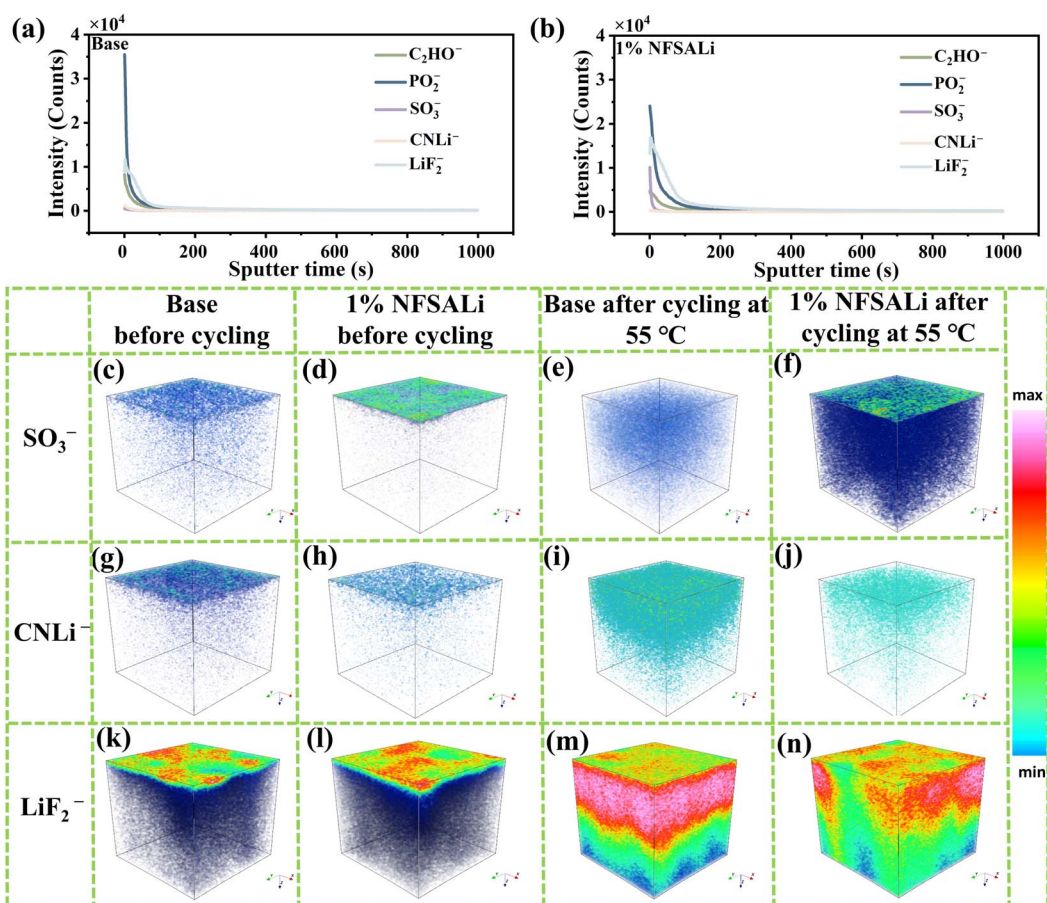 (a)
×10⁴
Base
C₂HO⁻
PO₂⁻
SO₃⁻
CNLi⁻
LiF₂⁻
4
3
2
1
0
Intensity (Counts)
0 200 400 600 800 1000
Sputter time (s)
(b)
×10⁴
1% NFSALi
C₂HO⁻
PO₂⁻
SO₃⁻
CNLi⁻
LiF₂⁻
4
3
2
1
0
Intensity (Counts)
0 200 400 600 800 1000
Sputter time (s)
Base
before cycling
1% NFSALi
before cycling
Base after cycling at
55 °C
1% NFSALi after
cycling at 55 °C
SO₃⁻
(c)
(d)
(e)
(f)
CNLi⁻
(g)
(h)
(i)
(j)
LiF₂⁻
(k)
(l)
(m)
(n)
max
min